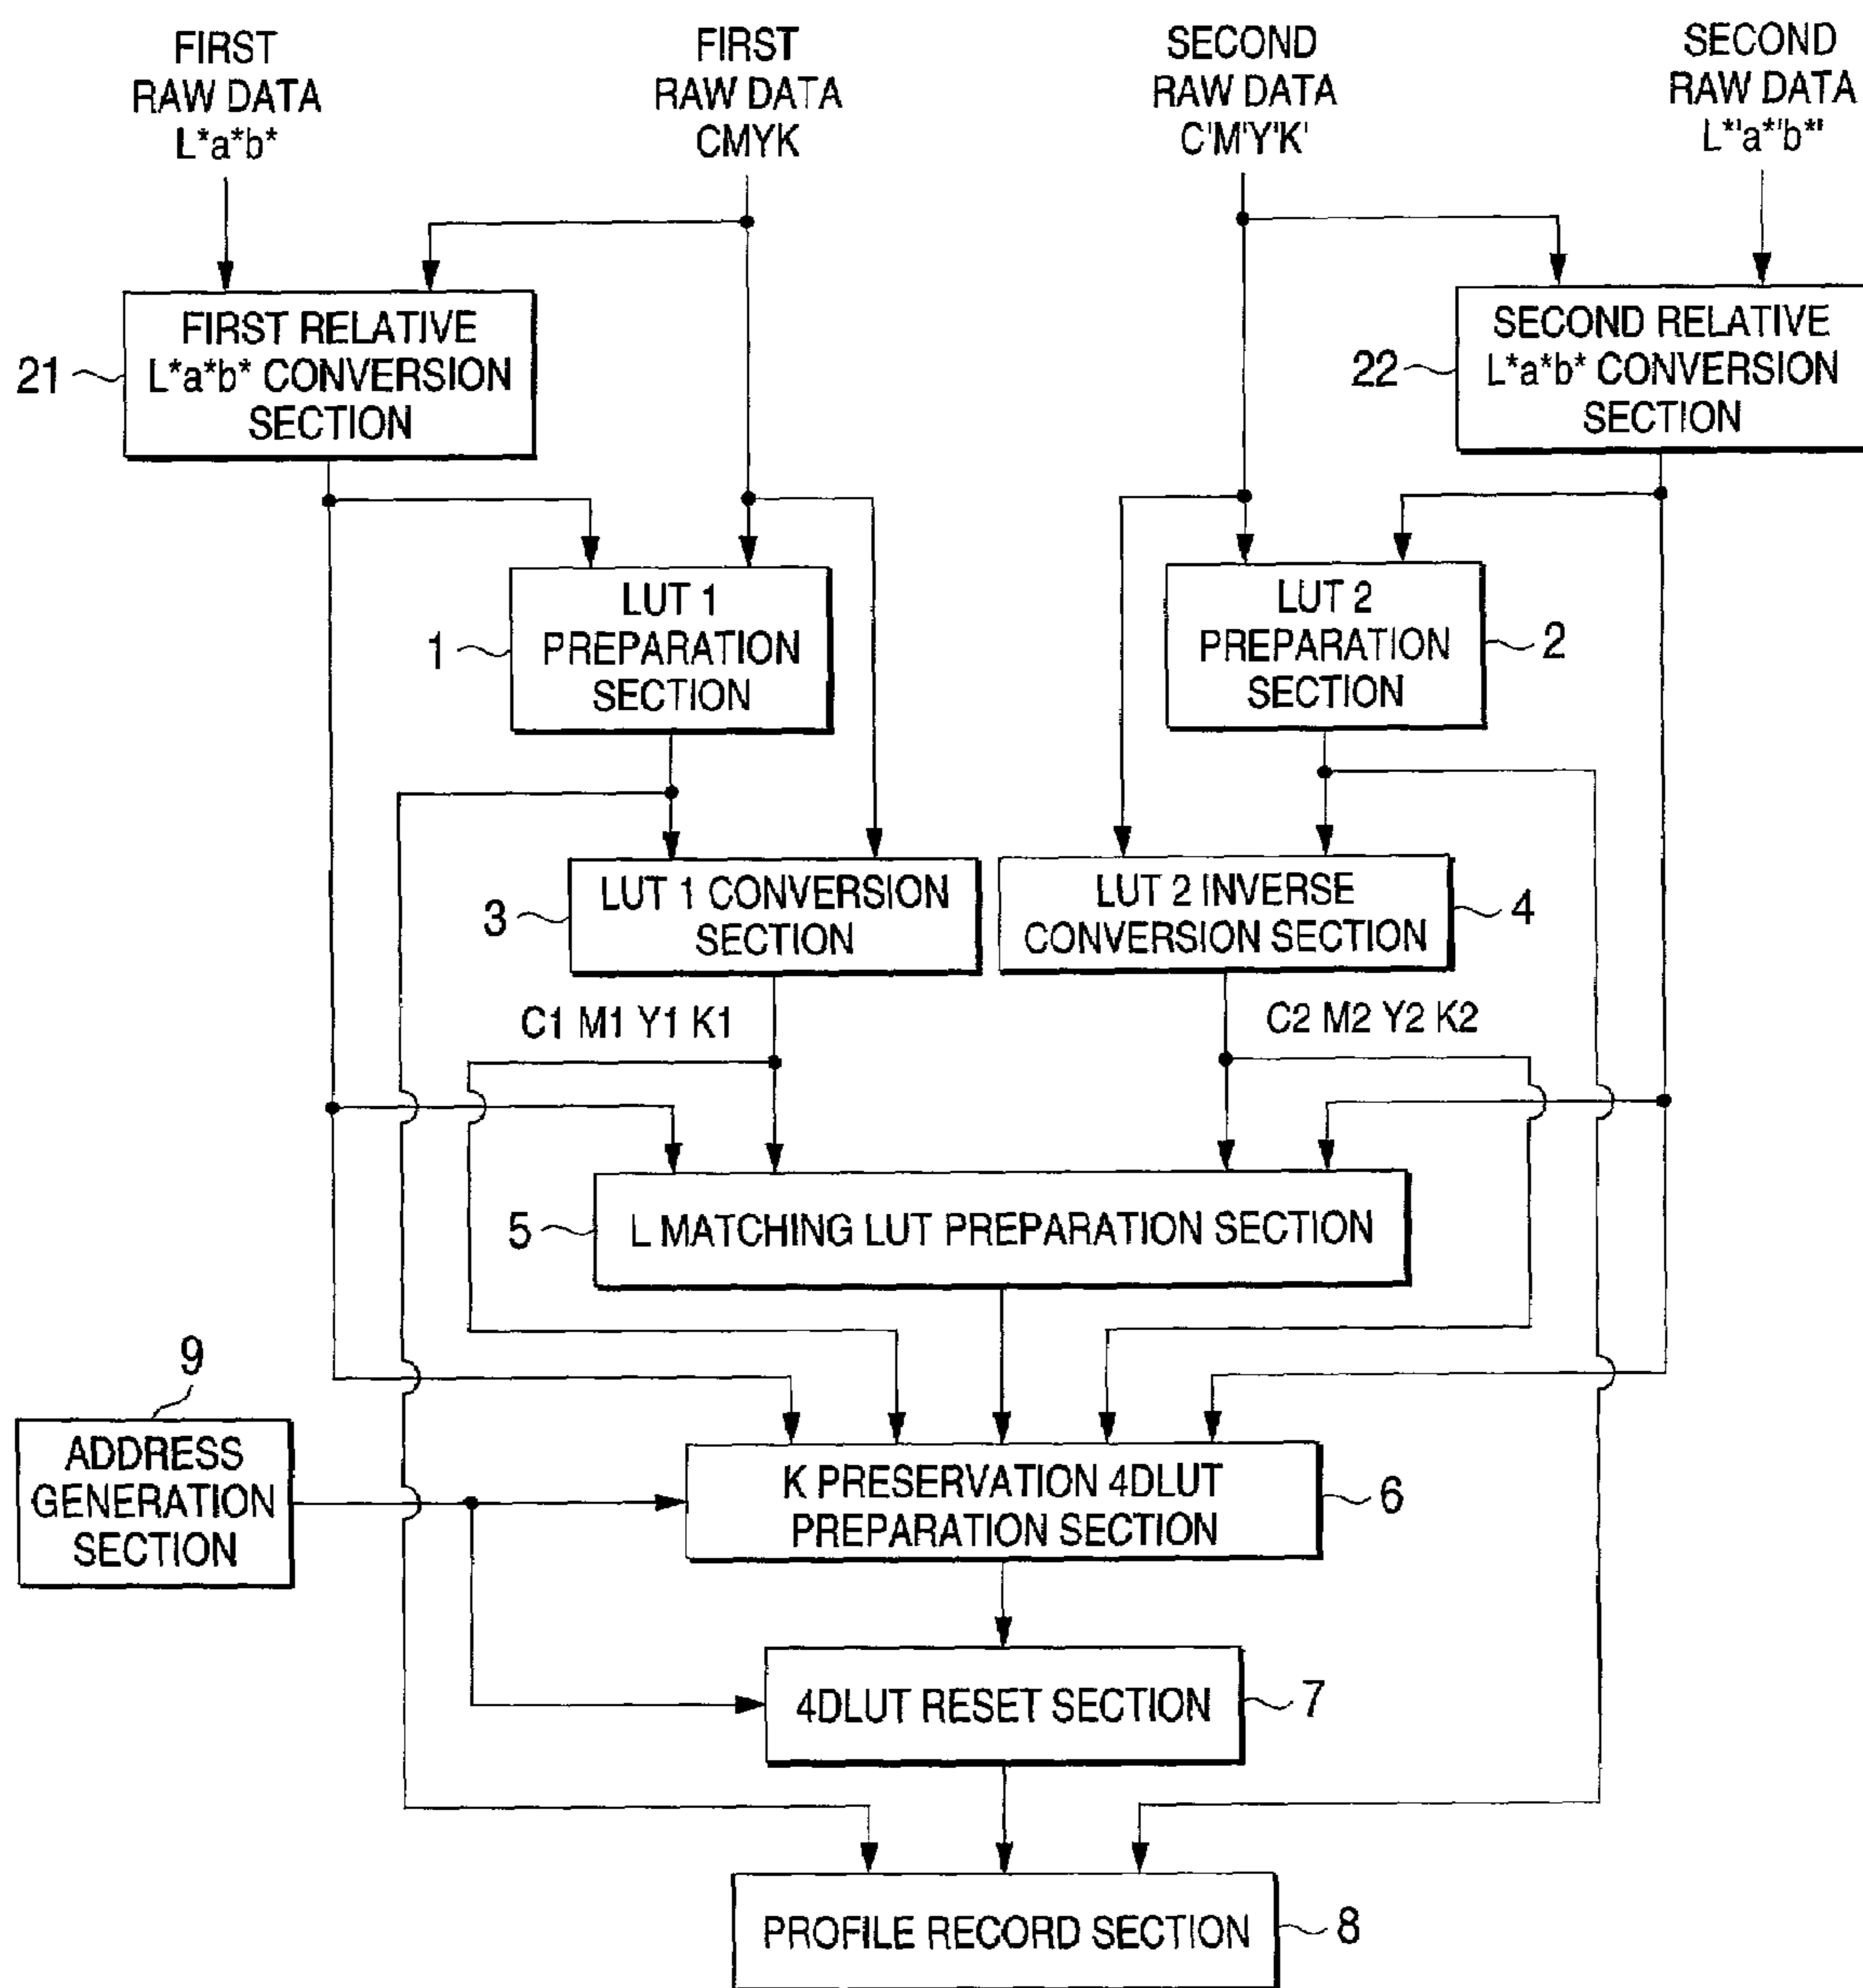 FIRST
RAW DATA
L*a*b*
FIRST
RAW DATA
CMYK
SECOND
RAW DATA
C'M'Y'K'
SECOND
RAW DATA
L*'a*'b*'
21
FIRST RELATIVE
L*a*b* CONVERSION
SECTION
22
SECOND RELATIVE
L*a*b* CONVERSION
SECTION
1
LUT 1
PREPARATION
SECTION
LUT 2
PREPARATION
SECTION
2
3
LUT 1 CONVERSION
SECTION
LUT 2 INVERSE
CONVERSION SECTION
4
C1 M1 Y1 K1
C2 M2 Y2 K2
5
L MATCHING LUT PREPARATION SECTION
9
ADDRESS
GENERATION
SECTION
K PRESERVATION 4DLUT
PREPARATION SECTION
6
4DLUT RESET SECTION
7
PROFILE RECORD SECTION
8